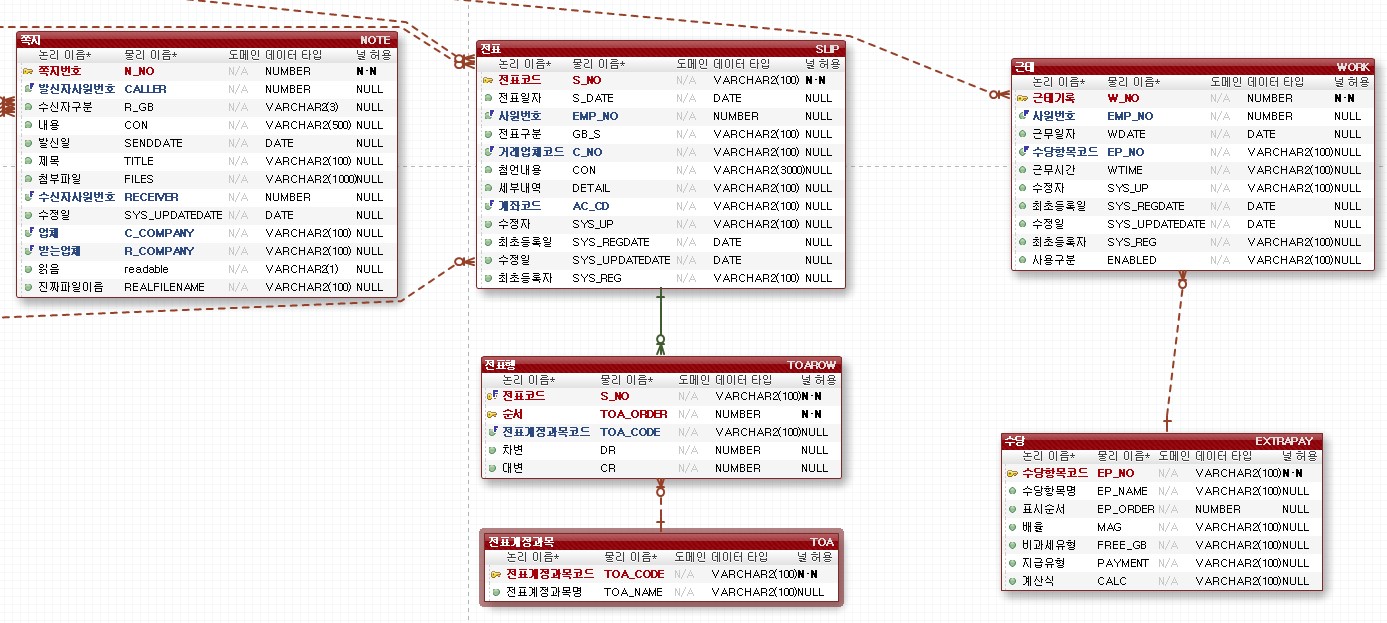 쪽지 NOTE
논리 이름* 물리 이름* 도메인 데이터 타입 널 허용
쪽지번호 N_NO N/A NUMBER N-N
발신자사원번호 CALLER N/A NUMBER NULL
수신자구분 R_GB N/A VARCHAR2(3) NULL
내용 CON N/A VARCHAR2(500) NULL
발신일 SENDDATE N/A DATE NULL
제목 TITLE N/A VARCHAR2(100) NULL
첨부파일 FILES N/A VARCHAR2(1000)NULL
수신자사원번호 RECEIVER N/A NUMBER NULL
수정일 SYS_UPDATEDATE N/A DATE NULL
업체 C_COMPANY N/A VARCHAR2(100) NULL
받는업체 R_COMPANY N/A VARCHAR2(100) NULL
읽음 readable N/A VARCHAR2(1) NULL
진짜파일이름 REALFILENAME N/A VARCHAR2(100) NULL
전표 SLIP
논리 이름* 물리 이름* 도메인 데이터 타입 널 허용
전표코드 S_NO N/A VARCHAR2(100) N-N
전표일자 S_DATE N/A DATE NULL
사원번호 EMP_NO N/A NUMBER NULL
전표구분 GB_S N/A VARCHAR2(100) NULL
거래업체코드 C_NO N/A VARCHAR2(100) NULL
첨언내용 CON N/A VARCHAR2(3000)NULL
세부내역 DETAIL N/A VARCHAR2(100) NULL
계좌코드 AC_CD N/A VARCHAR2(100) NULL
수정자 SYS_UP N/A VARCHAR2(100) NULL
최초등록일 SYS_REGDATE N/A DATE NULL
수정일 SYS_UPDATEDATE N/A DATE NULL
최초등록자 SYS_REG N/A VARCHAR2(100) NULL
근태 WORK
논리 이름* 물리 이름* 도메인 데이터 타입 널 허용
근태기록 W_NO N/A NUMBER N-N
사원번호 EMP_NO N/A NUMBER NULL
근무일자 WDATE N/A DATE NULL
수당항목코드 EP_NO N/A VARCHAR2(100)NULL
근무시간 WTIME N/A VARCHAR2(100)NULL
수정자 SYS_UP N/A VARCHAR2(100)NULL
최초등록일 SYS_REGDATE N/A DATE NULL
수정일 SYS_UPDATEDATE N/A DATE NULL
최초등록자 SYS_REG N/A VARCHAR2(100)NULL
사용구분 ENABLED N/A VARCHAR2(100)NULL
전표행 TOAROW
논리 이름* 물리 이름* 도메인 데이터 타입 널 허용
전표코드 S_NO N/A VARCHAR2(100)N-N
순서 TOA_ORDER N/A NUMBER N-N
전표계정과목코드 TOA_CODE N/A VARCHAR2(100)NULL
차변 DR N/A NUMBER NULL
대변 CR N/A NUMBER NULL
전표계정과목 TOA
논리 이름* 물리 이름* 도메인 데이터 타입 널 허용
전표계정과목코드 TOA_CODE N/A VARCHAR2(100)N-N
전표계정과목명 TOA_NAME N/A VARCHAR2(100)NULL
수당 EXTRAPAY
논리 이름* 물리 이름* 도메인 데이터 타입 널 허용
수당항목코드 EP_NO N/A VARCHAR2(100)N-N
수당항목명 EP_NAME N/A VARCHAR2(100)NULL
표시순서 EP_ORDER N/A NUMBER NULL
배율 MAG N/A VARCHAR2(100)NULL
비과세유형 FREE_GB N/A VARCHAR2(100)NULL
지급유형 PAYMENT N/A VARCHAR2(100)NULL
계산식 CALC N/A VARCHAR2(100)NULL